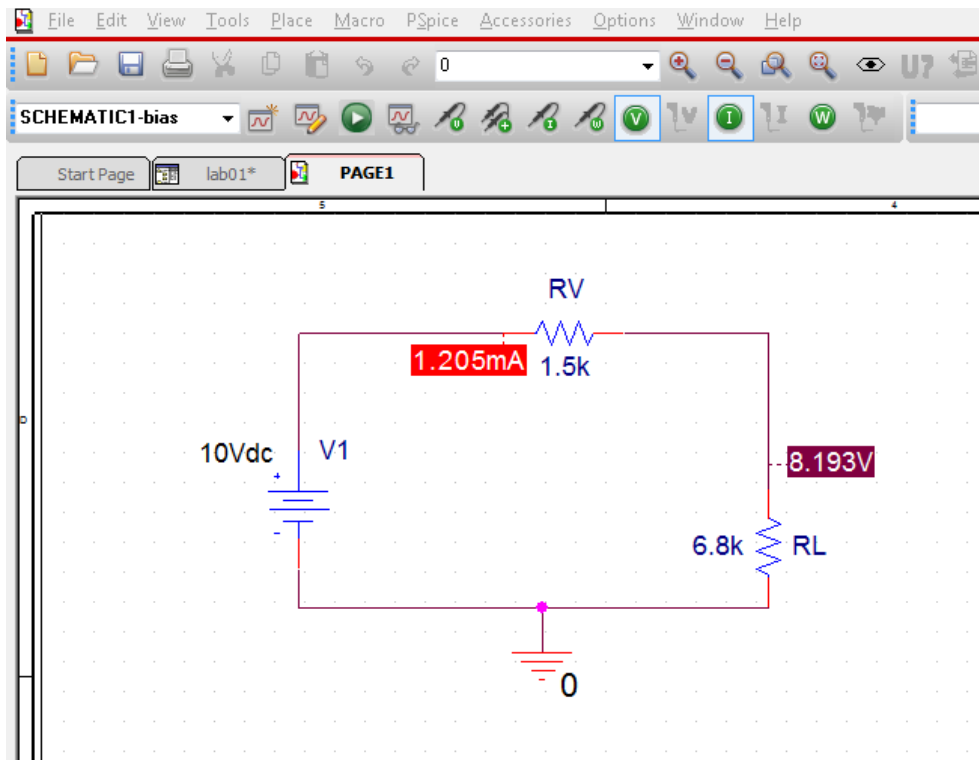 File Edit View Tools Place Macro PSpice Accessories Options Window Help
0 U?
SCHEMATIC1-bias V V I I W
Start Page lab01* PAGE1
5 4
RV
1.205mA 1.5k
D
10Vdc V1
8.193V
+
6.8k RL
-
0